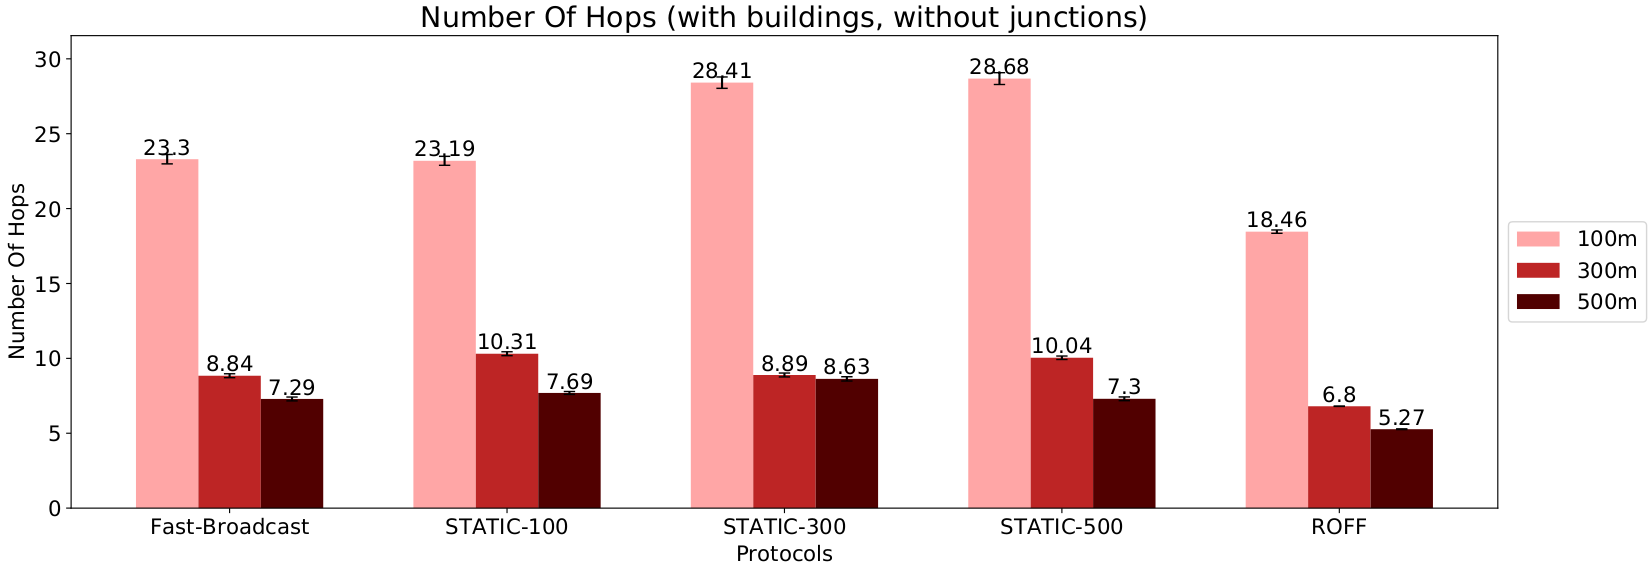 Number Of Hops (with buildings, without junctions)
Number Of Hops
30
25
20
15
10
5
0
23.3
8.84
7.29
23.19
10.31
7.69
28.41
8.89
8.63
28.68
10.04
7.3
18.46
6.8
5.27
Fast-Broadcast
STATIC-100
STATIC-300
STATIC-500
ROFF
Protocols
100m
300m
500m